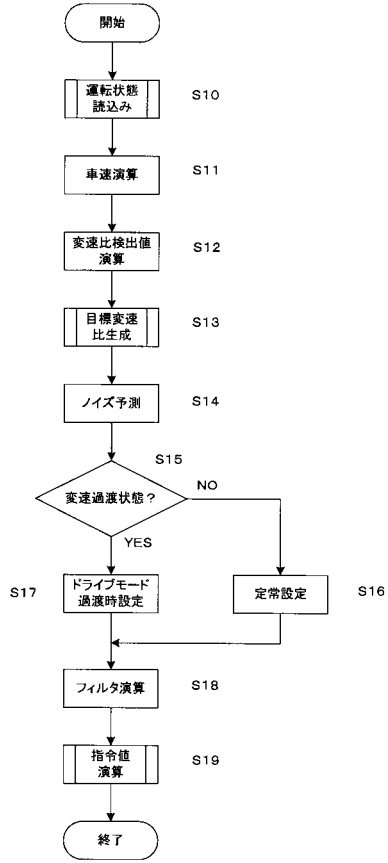 開始
運転状態
読込み
S10
車速演算
S11
変速比検出値
演算
S12
目標変速
比生成
S13
ノイズ予測
S14
S15
変速過渡状態？
NO
YES
S17
ドライブモード
過渡時設定
定常設定
S16
フィルタ演算
S18
指令値
演算
S19
終了